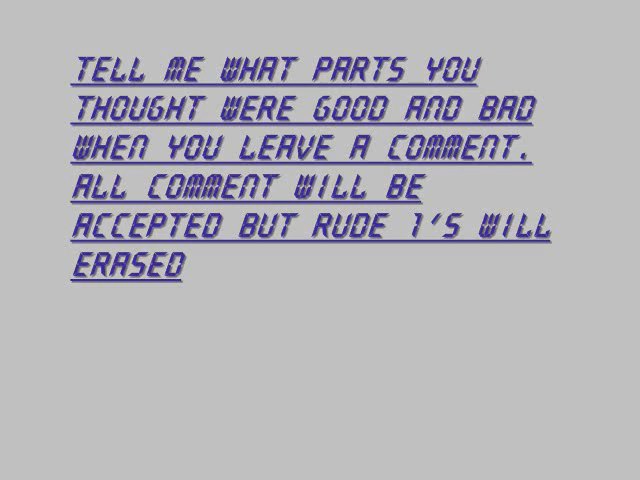 TELL ME WHAT PARTS YOU
THOUGHT WERE GOOD AND BAD
WHEN YOU LEAVE A COMMENT.
ALL COMMENT WILL BE
ACCEPTED BUT RUDE 1'S WILL
ERASED